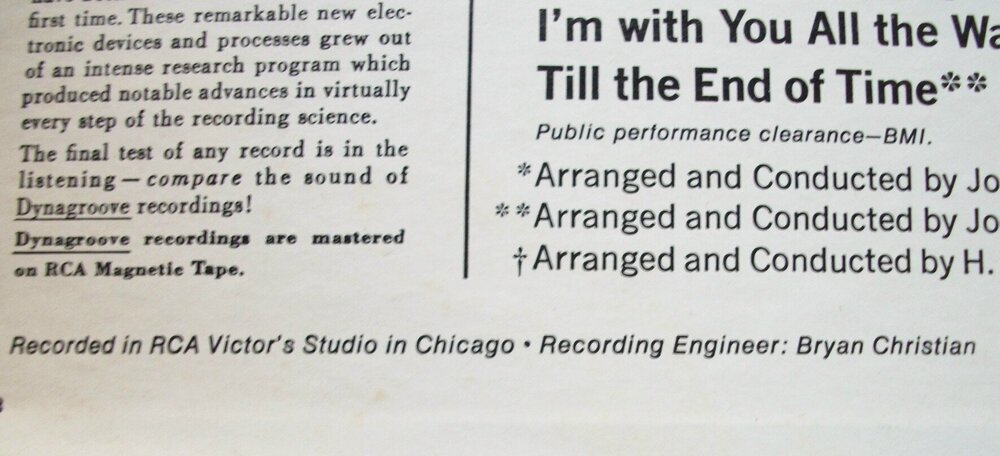 first time. These remarkable new elec-
tronic devices and processes grew out
of an intense research program which
produced notable advances in virtually
every step of the recording science.
The final test of any record is in the
listening — compare the sound of
Dynagroove recordings!
Dynagroove recordings are mastered
on RCA Magnetic Tape.
I'm with You All the Wa
Till the End of Time**
Public performance clearance—BMI.
*Arranged and Conducted by Jo
**Arranged and Conducted by Jo
†Arranged and Conducted by H.
Recorded in RCA Victor's Studio in Chicago • Recording Engineer: Bryan Christian